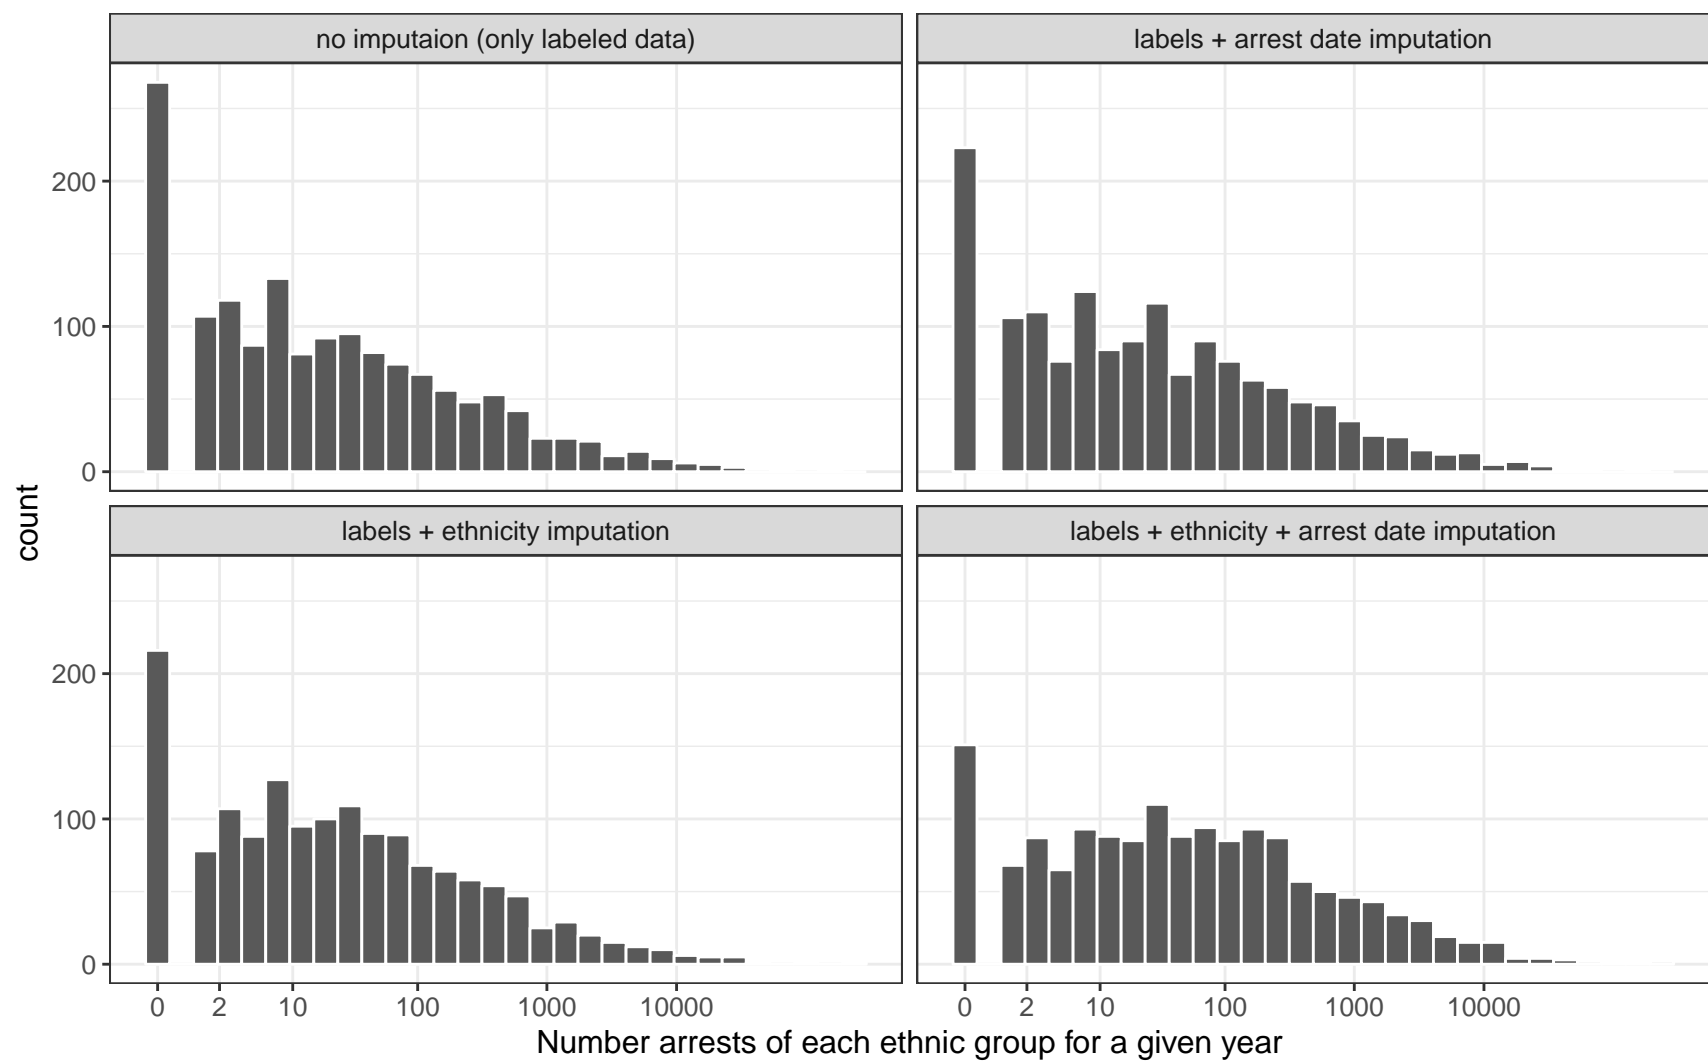 no imputaion (only labeled data)
labels + arrest date imputation
200
100
0
labels + ethnicity imputation
labels + ethnicity + arrest date imputation
200
100
0
count
0 2 10 100 1000 10000
0 2 10 100 1000 10000
Number arrests of each ethnic group for a given year